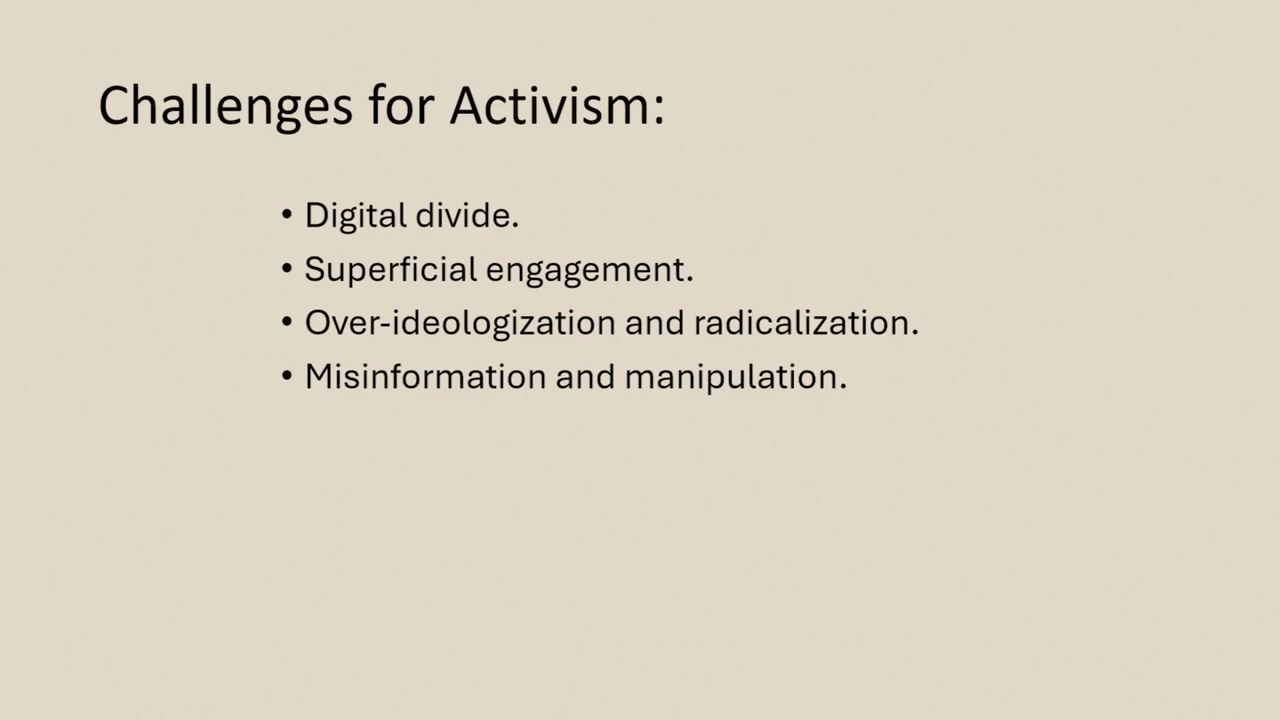 Challenges for Activism:
• Digital divide.
• Superficial engagement.
• Over-ideologization and radicalization.
• Misinformation and manipulation.